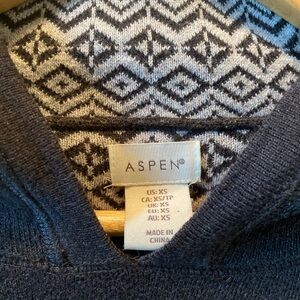 ASPEN®
US: XS
CA: XS/TP
UK: XS
EU: XS
AU: XS
MADE IN
CHINA